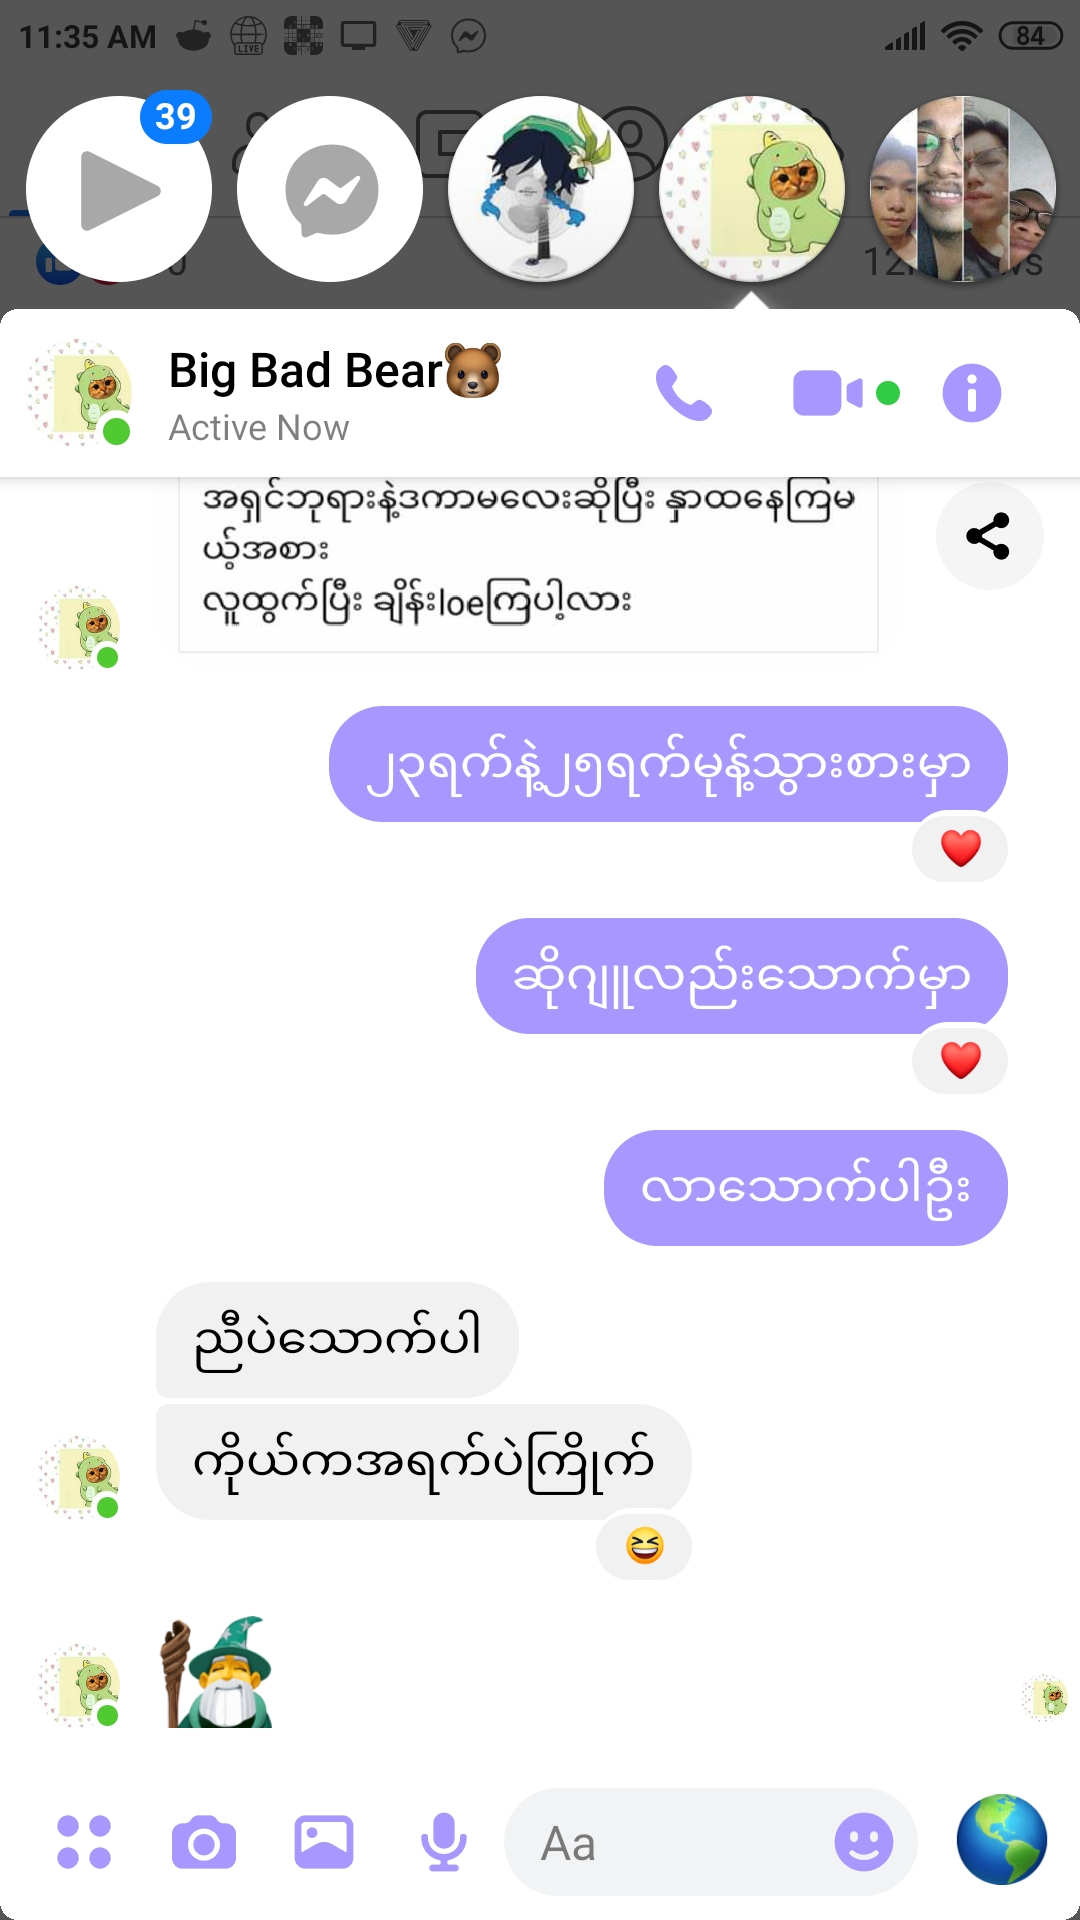 11:35 AM
LIVE
84
39
Big Bad Bear🐻
Active Now
အရှင်ဘုရားနဲ့ဒကာမလေးဆိုပြီး နှာထနေကြမ
ယ့်အစား
လူထွက်ပြီး ချိန်းloeကြပါ့လား
၂၃ရက်နဲ့၂၅ရက်မုန့်သွားစားမှာ
❤️
ဆိုဂျူလည်းသောက်မှာ
❤️
လာသောက်ပါဦး
ညီပဲသောက်ပါ
ကိုယ်ကအရက်ပဲကြိုက်
😆
Aa